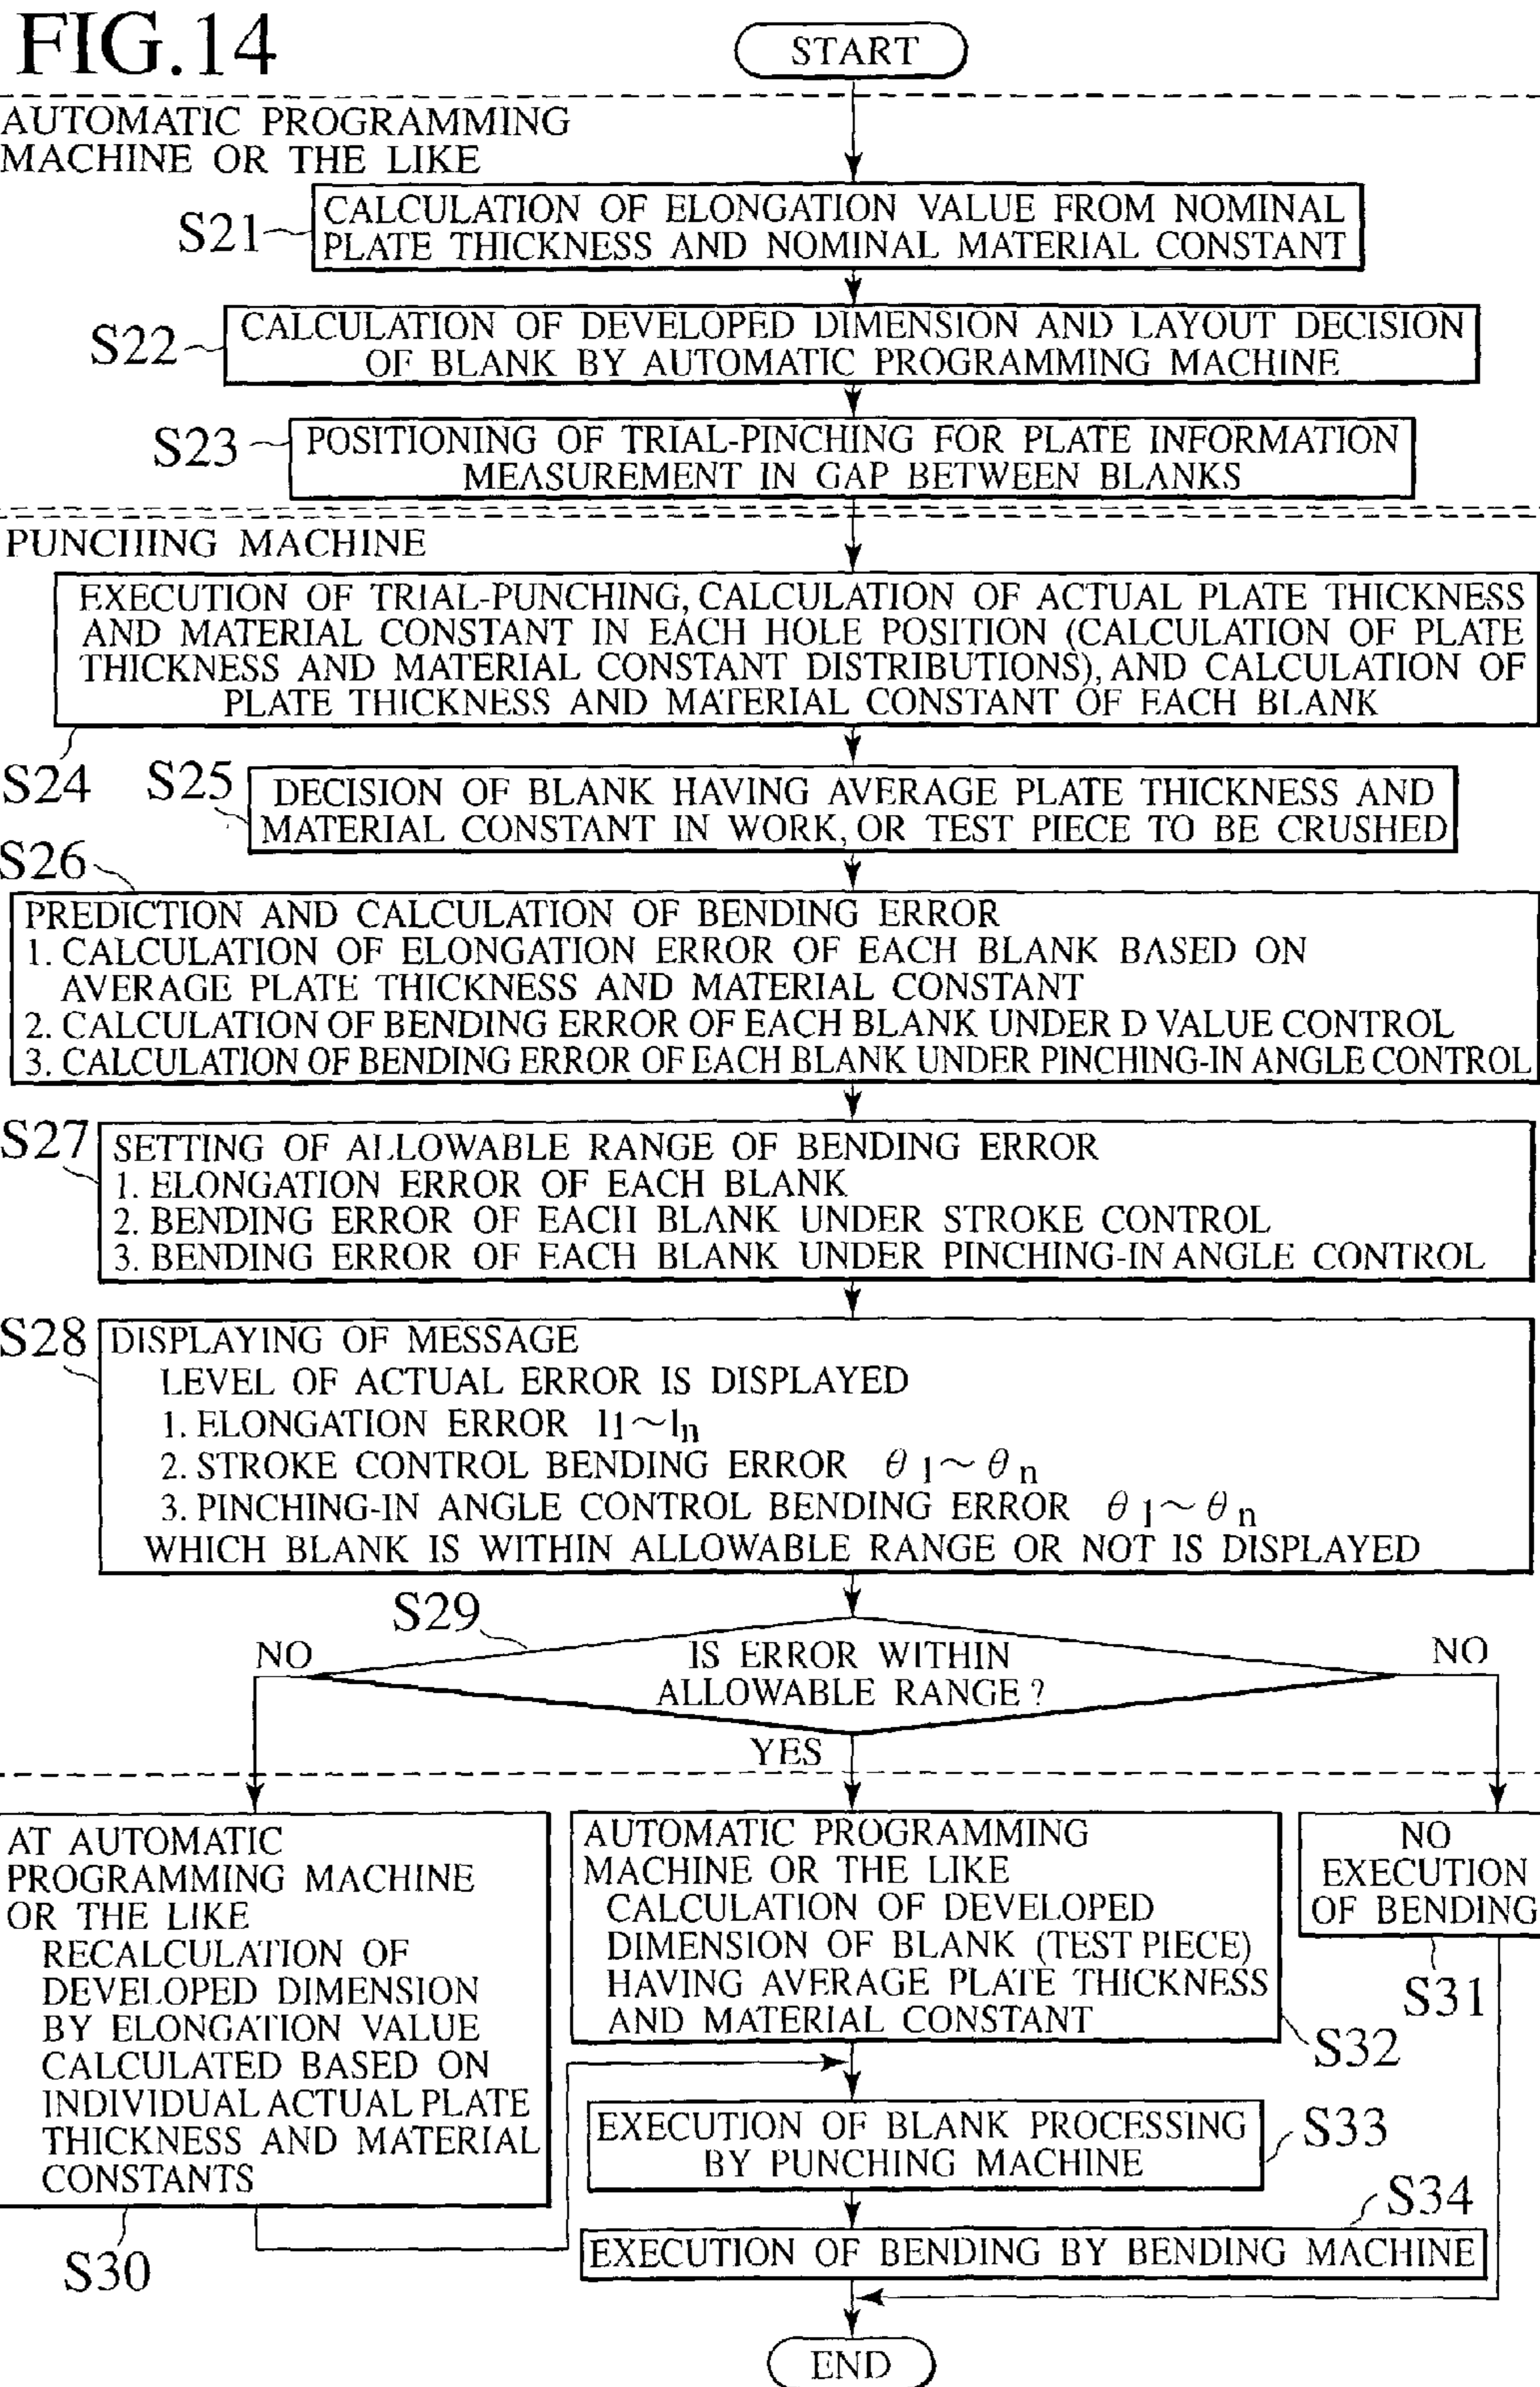 FIG.14
START
AUTOMATIC PROGRAMMING
MACHINE OR THE LIKE
S21
CALCULATION OF ELONGATION VALUE FROM NOMINAL
PLATE THICKNESS AND NOMINAL MATERIAL CONSTANT
S22
CALCULATION OF DEVELOPED DIMENSION AND LAYOUT DECISION
OF BLANK BY AUTOMATIC PROGRAMMING MACHINE
S23
POSITIONING OF TRIAL-PINCHING FOR PLATE INFORMATION
MEASUREMENT IN GAP BETWEEN BLANKS
PUNCHING MACHINE
EXECUTION OF TRIAL-PUNCHING, CALCULATION OF ACTUAL PLATE THICKNESS
AND MATERIAL CONSTANT IN EACH HOLE POSITION (CALCULATION OF PLATE
THICKNESS AND MATERIAL CONSTANT DISTRIBUTIONS), AND CALCULATION OF
PLATE THICKNESS AND MATERIAL CONSTANT OF EACH BLANK
S24
S25
DECISION OF BLANK HAVING AVERAGE PLATE THICKNESS AND
MATERIAL CONSTANT IN WORK, OR TEST PIECE TO BE CRUSHED
S26
PREDICTION AND CALCULATION OF BENDING ERROR
1. CALCULATION OF ELONGATION ERROR OF EACH BLANK BASED ON
AVERAGE PLATE THICKNESS AND MATERIAL CONSTANT
2. CALCULATION OF BENDING ERROR OF EACH BLANK UNDER D VALUE CONTROL
3. CALCULATION OF BENDING ERROR OF EACH BLANK UNDER PINCHING-IN ANGLE CONTROL
S27
SETTING OF ALLOWABLE RANGE OF BENDING ERROR
1. ELONGATION ERROR OF EACH BLANK
2. BENDING ERROR OF EACH BLANK UNDER STROKE CONTROL
3. BENDING ERROR OF EACH BLANK UNDER PINCHING-IN ANGLE CONTROL
S28
DISPLAYING OF MESSAGE
LEVEL OF ACTUAL ERROR IS DISPLAYED
1. ELONGATION ERROR l1~ln
2. STROKE CONTROL BENDING ERROR θ1~θn
3. PINCHING-IN ANGLE CONTROL BENDING ERROR θ1~θn
WHICH BLANK IS WITHIN ALLOWABLE RANGE OR NOT IS DISPLAYED
S29
NO
IS ERROR WITHIN
ALLOWABLE RANGE?
NO
YES
AT AUTOMATIC
PROGRAMMING MACHINE
OR THE LIKE
RECALCULATION OF
DEVELOPED DIMENSION
BY ELONGATION VALUE
CALCULATED BASED ON
INDIVIDUAL ACTUAL PLATE
THICKNESS AND MATERIAL
CONSTANTS
S30
AUTOMATIC PROGRAMMING
MACHINE OR THE LIKE
CALCULATION OF DEVELOPED
DIMENSION OF BLANK (TEST PIECE)
HAVING AVERAGE PLATE THICKNESS
AND MATERIAL CONSTANT
S32
NO
EXECUTION
OF BENDING
S31
EXECUTION OF BLANK PROCESSING
BY PUNCHING MACHINE
S33
S34
EXECUTION OF BENDING BY BENDING MACHINE
END